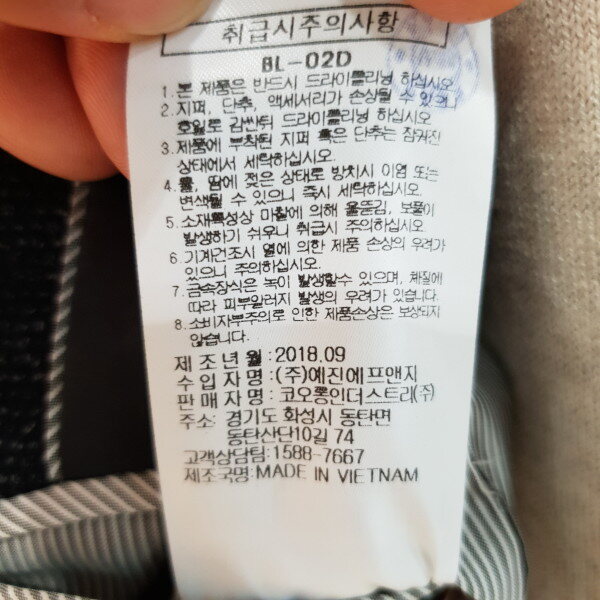 취급시주의사항
BL-02D
1. 본 제품은 반드시 드라이클리닝 하십시오
2. 지퍼, 단추, 액세서리가 손상될 수 있으니
호일로 감싼뒤 드라이클리닝 하십시오
3. 제품에 부착된 지퍼 혹은 단추는 잠겨진
상태에서 세탁하십시오.
4. 물, 땀에 젖은 상태로 방치시 이염 또는
변색될 수 있으니 즉시 세탁하십시오.
5. 소재특성상 마찰에 의해 올뜯김, 보풀이
발생하기 쉬우니 취급시 주의하십시오
6. 기계건조시 열에 의한 제품 손상의 우려가
있으니 주의하십시오.
7. 금속장식은 녹이 발생할수 있으며, 체질에
따라 피부알러지 발생의 우려가 있습니다.
8. 소비자부주의로 인한 제품손상은 보상되지
않습니다.
제조년월:2018.09
수입자명:(주)예진에프앤지
판매자명:코오롱인더스트리(주)
주소: 경기도 화성시 동탄면
동탄산단10길 74
고객상담팀:1588-7667
제조국명:MADE IN VIETNAM